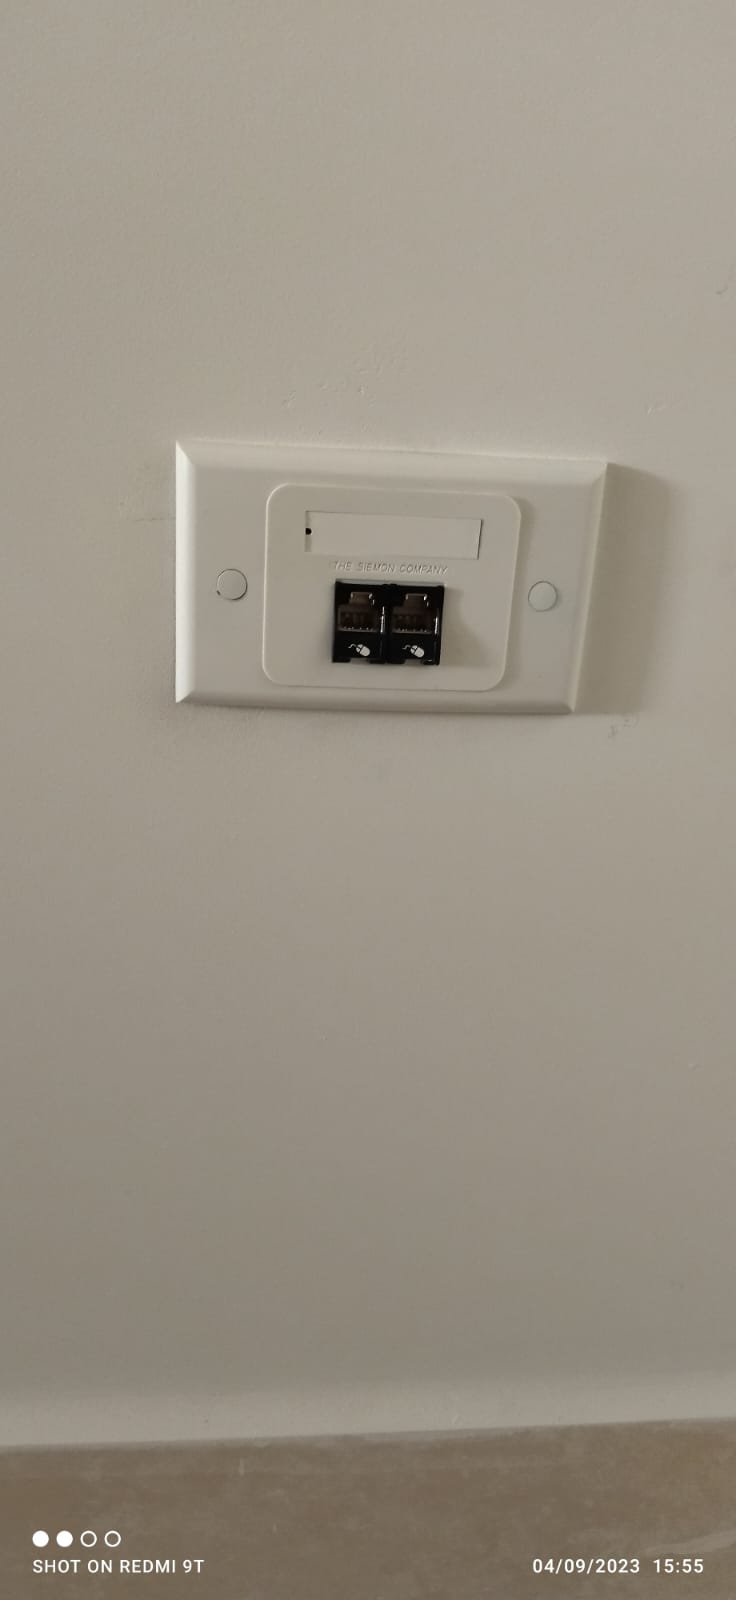 THE SIEMON COMPANY
SHOT ON REDMI 9T
04/09/2023 15:55